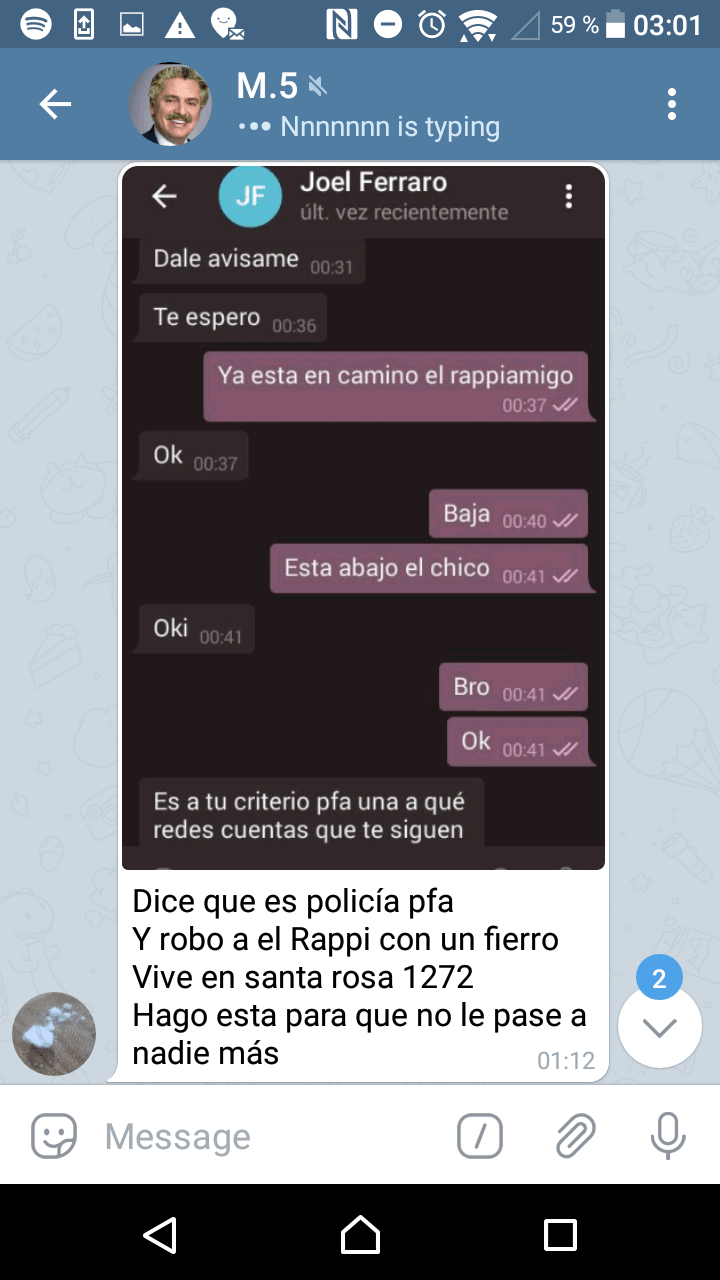 59 % 03:01
M.5
••• Nnnnnnn is typing
JF Joel Ferraro
últ. vez recientemente
Dale avisame 00:31
Te espero 00:36
Ya esta en camino el rappiamigo
00:37
Ok 00:37
Baja 00:40
Esta abajo el chico 00:41
Oki 00:41
Bro 00:41
Ok 00:41
Es a tu criterio pfa una a qué
redes cuentas que te siguen
Dice que es policía pfa
Y robo a el Rappi con un fierro
Vive en santa rosa 1272
Hago esta para que no le pase a
nadie más 01:12
2
Message